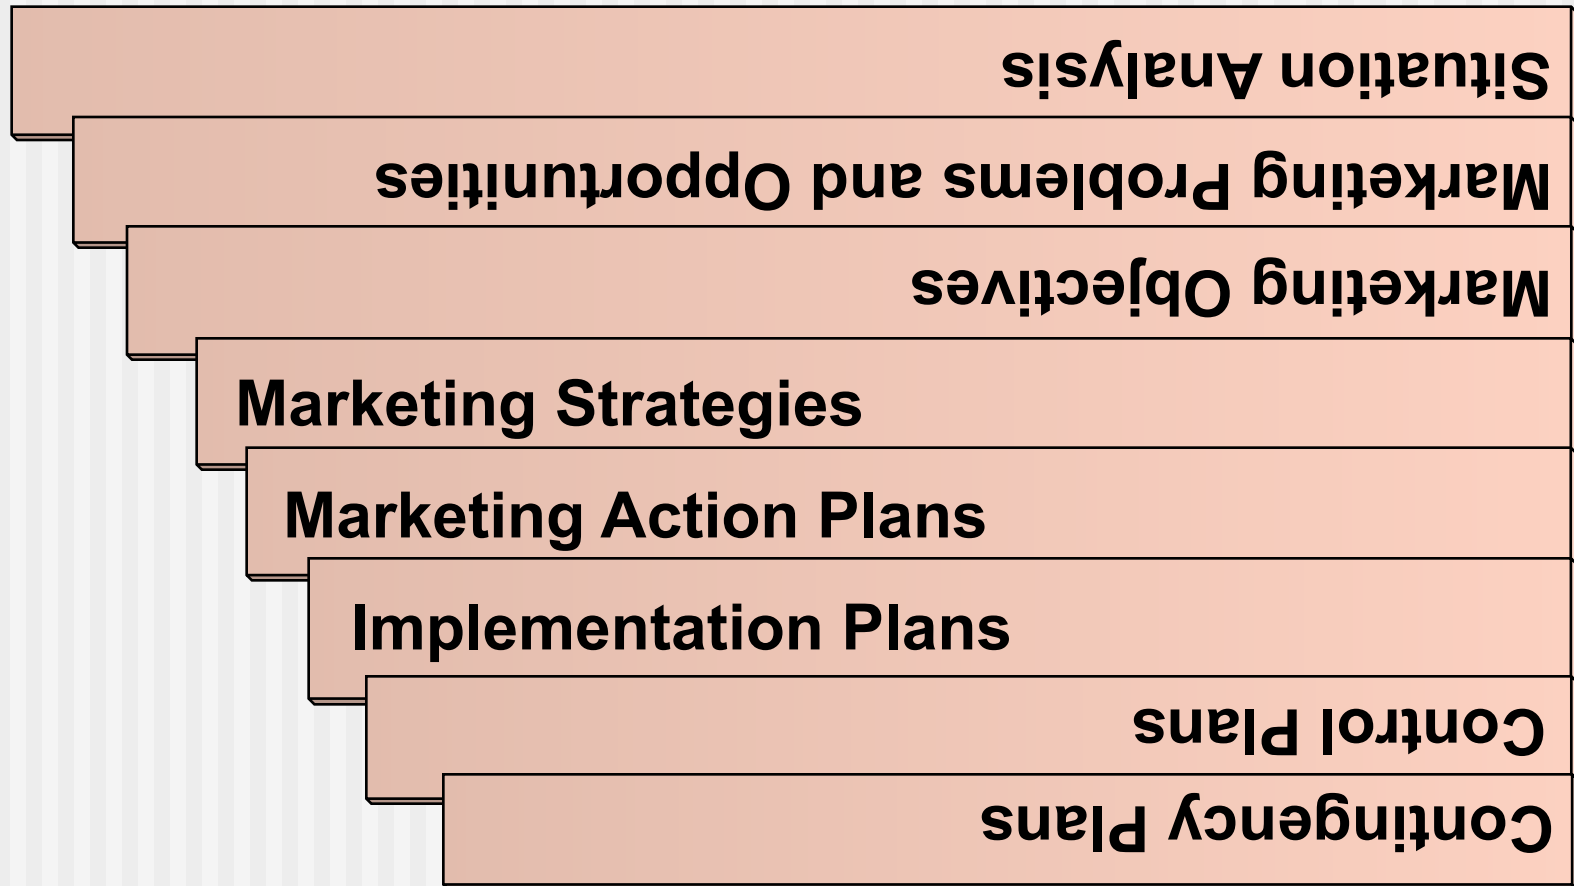 Situation Analysis
Marketing Problems and Opportunities
Marketing Objectives
Marketing Strategies
Marketing Action Plans
Implementation Plans
Control Plans
Contingency Plans